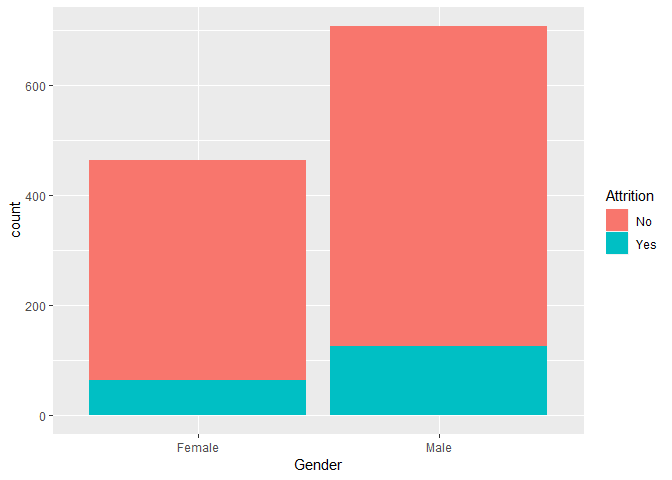 600
400
200
0
count
Female
Male
Gender
Attrition
No
Yes